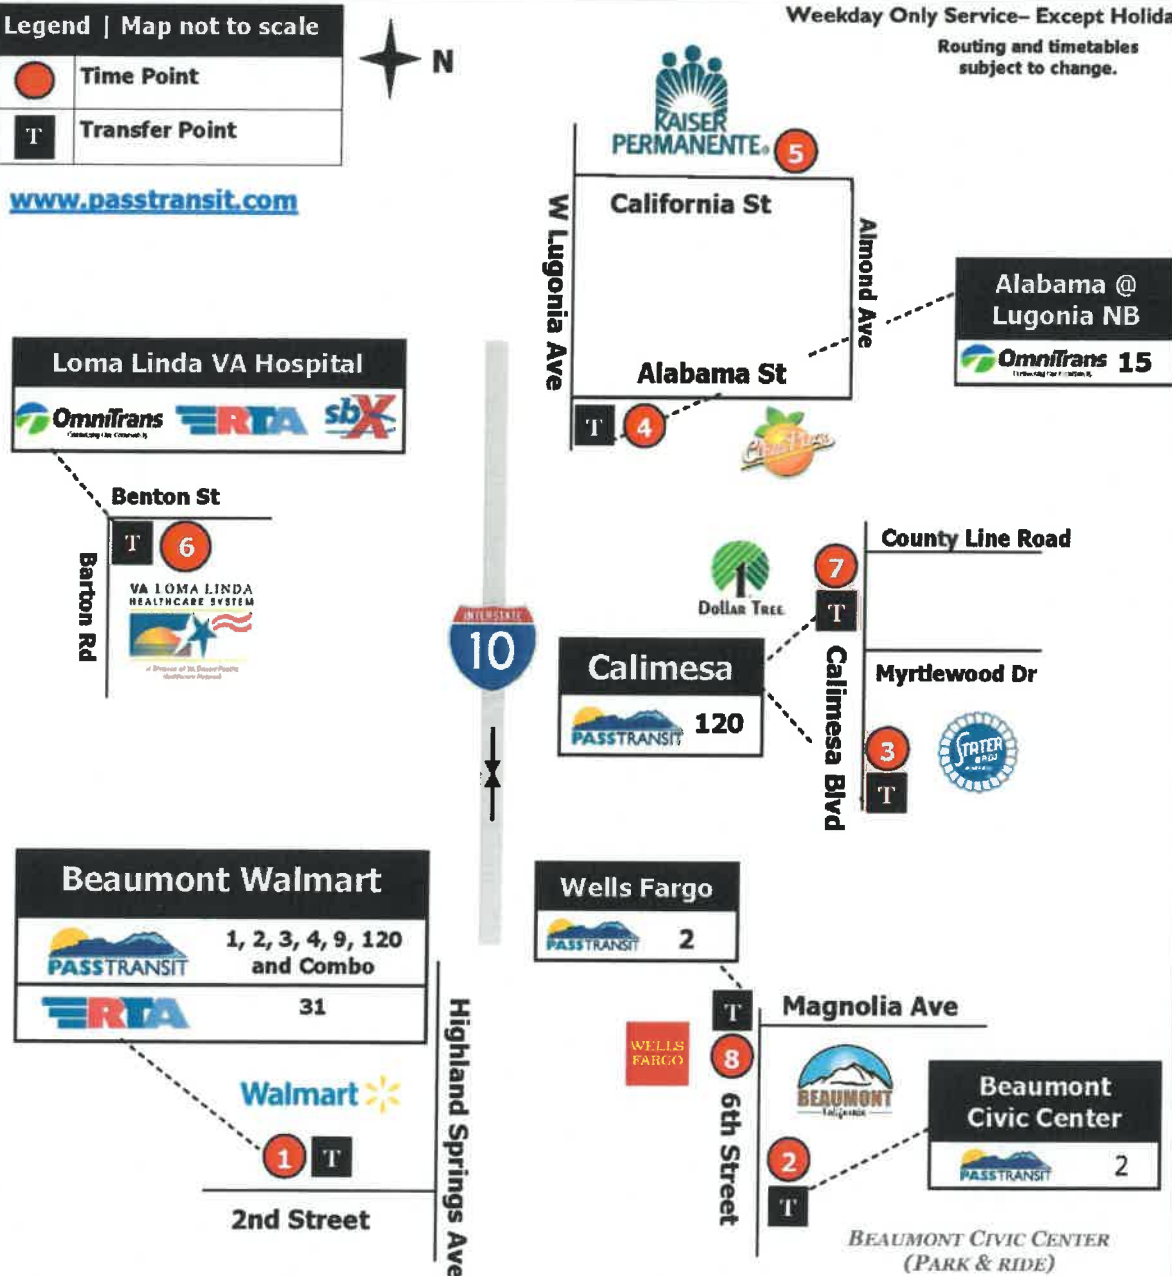 Legend | Map not to scale
Time Point
T
Transfer Point
www.passtransit.com
N
Weekday Only Service– Except Holida
Routing and timetables
subject to change.
KAISER
PERMANENTE®
5
California St
W Lugonia Ave
Almond Ave
Alabama St
T
4
Alabama @
Lugonia NB
OmniTrans 15
Loma Linda VA Hospital
OmniTrans
RTA
sbX
Benton St
T
6
Barton Rd
VA LOMA LINDA
HEALTHCARE SYSTEM
INTERSTATE
10
DOLLAR TREE
7
T
County Line Road
Calimesa
PASSTRANSIT 120
Calimesa Blvd
Myrtlewood Dr
3
T
STATER
BROS
Beaumont Walmart
PASSTRANSIT
1, 2, 3, 4, 9, 120
and Combo
RTA
31
Walmart
1
T
2nd Street
Highland Springs Ave
Wells Fargo
PASSTRANSIT 2
T
8
WELLS
FARGO
Magnolia Ave
6th Street
BEAUMONT
California
2
T
Beaumont
Civic Center
PASSTRANSIT 2
BEAUMONT CIVIC CENTER
(PARK & RIDE)